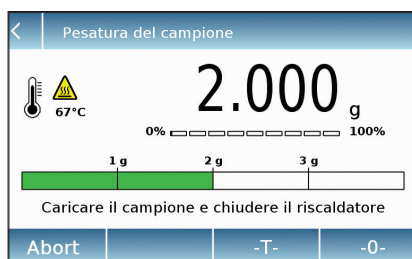 Pesatura del campione
2.000 g
67°C
0% 100%
1 g 2 g 3 g
Caricare il campione e chiudere il riscaldatore
Abort -T- -0-